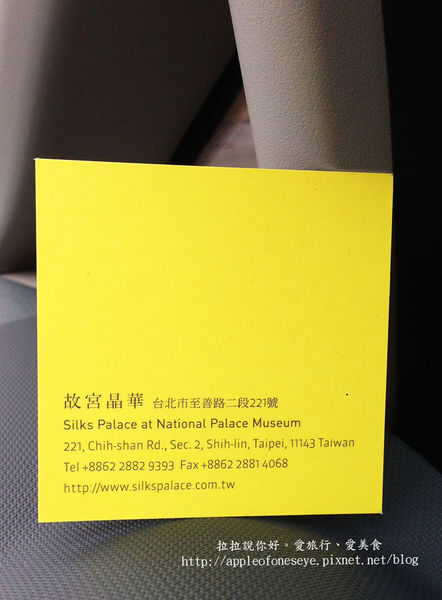 故宮晶華 台北市至善路二段221號
Silks Palace at National Palace Museum
221, Chih-shan Rd., Sec. 2, Shih-lin, Taipei, 11143 Taiwan
Tel +8862 2882 9393  Fax +8862 2881 4068
http://www.silkspalace.com.tw
拉拉說你好。愛旅行、愛美食
http://appleofoneseye.pixnet.net/blog